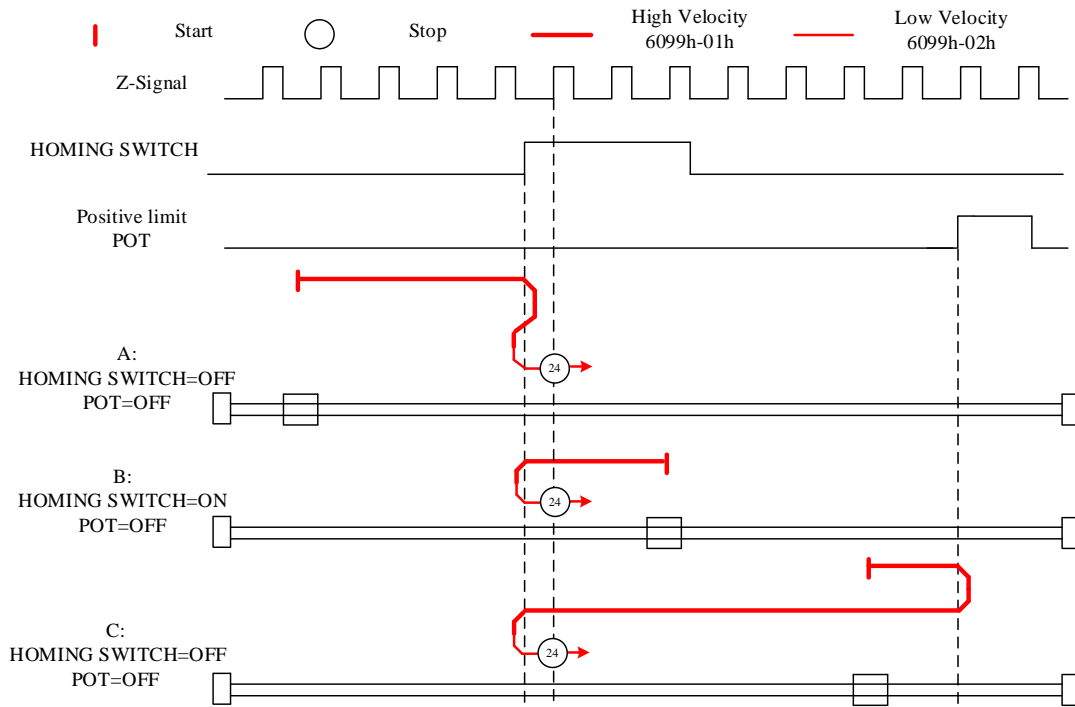 Start
Stop
High Velocity
6099h-01h
Low Velocity
6099h-02h
Z-Signal
HOMING SWITCH
Positive limit
POT
24
A:
HOMING SWITCH=OFF
POT=OFF
24
B:
HOMING SWITCH=ON
POT=OFF
24
C:
HOMING SWITCH=OFF
POT=OFF